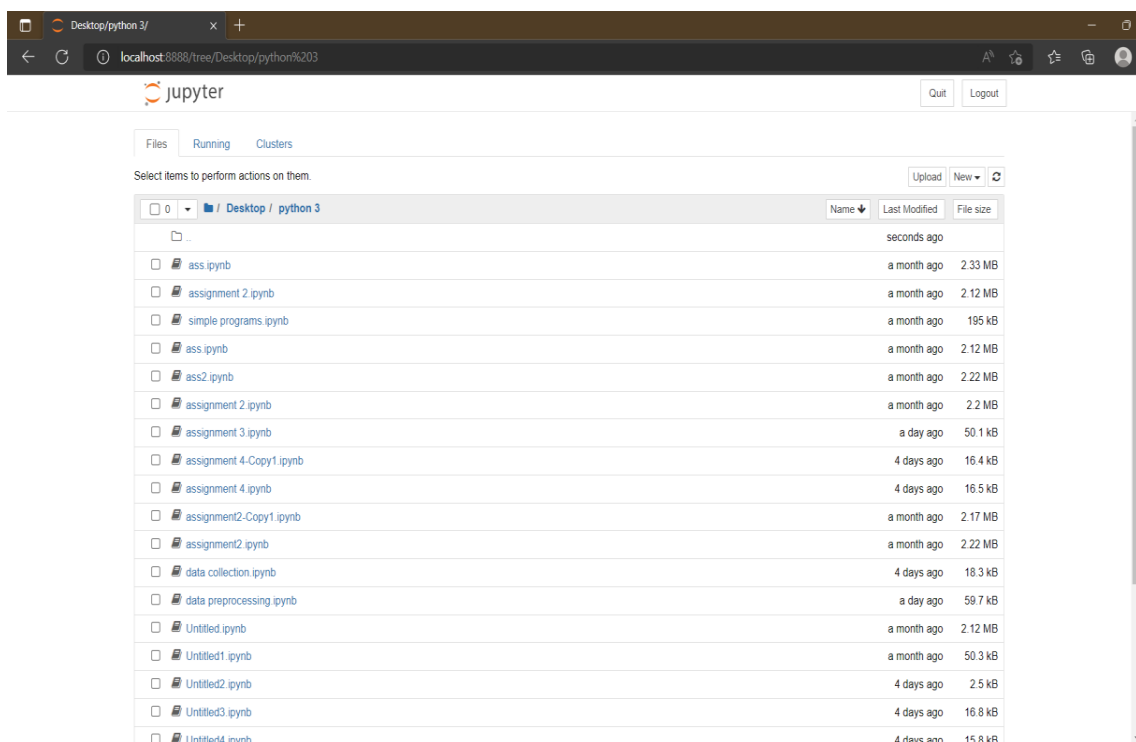 Desktop/python 3/
localhost:8888/tree/Desktop/python%203
jupyter
Quit Logout
Files Running Clusters
Select items to perform actions on them.
Upload New
0 / Desktop / python 3 Name Last Modified File size
.. seconds ago
ass.ipynb a month ago 2.33 MB
assignment 2.ipynb a month ago 2.12 MB
simple programs.ipynb a month ago 195 kB
ass.ipynb a month ago 2.12 MB
ass2.ipynb a month ago 2.22 MB
assignment 2.ipynb a month ago 2.2 MB
assignment 3.ipynb a day ago 50.1 kB
assignment 4-Copy1.ipynb 4 days ago 16.4 kB
assignment 4.ipynb 4 days ago 16.5 kB
assignment2-Copy1.ipynb a month ago 2.17 MB
assignment2.ipynb a month ago 2.22 MB
data collection.ipynb 4 days ago 18.3 kB
data preprocessing.ipynb a day ago 59.7 kB
Untitled.ipynb a month ago 2.12 MB
Untitled1.ipynb a month ago 50.3 kB
Untitled2.ipynb 4 days ago 2.5 kB
Untitled3.ipynb 4 days ago 16.8 kB
Untitled4.ipynb 4 days ago 15.8 kB